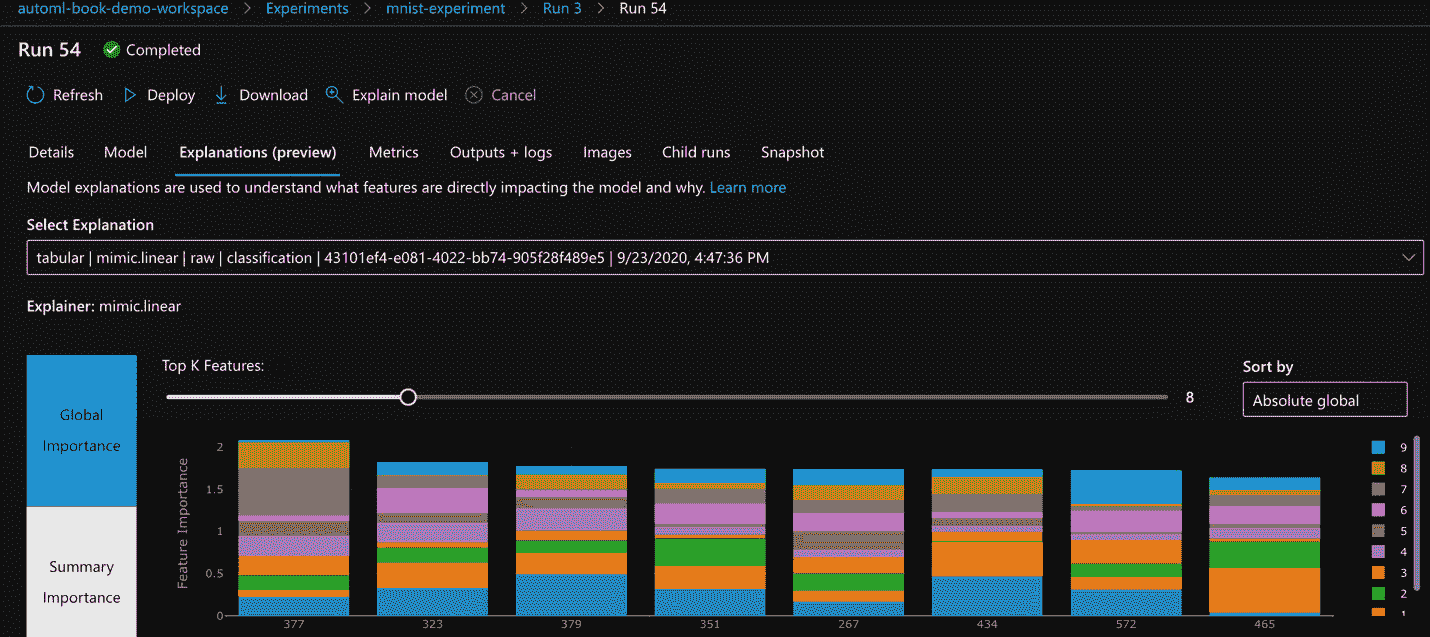 automl-book-demo-workspace > Experiments > mnist-experiment > Run 3 > Run 54
Run 54 Completed
Refresh Deploy Download Explain model Cancel
Details Model Explanations (preview) Metrics Outputs + logs Images Child runs Snapshot
Model explanations are used to understand what features are directly impacting the model and why. Learn more
Select Explanation
tabular | mimic.linear | raw | classification | 43101ef4-e081-4022-bb74-905f28f489e5 | 9/23/2020, 4:47:36 PM
Explainer: mimic.linear
Global
Importance
Summary
Importance
Top K Features:
8
Sort by
Absolute global
Feature Importance
2
1.5
1
0.5
0
377 323 379 351 267 434 572 465
9
8
7
6
5
4
3
2
1